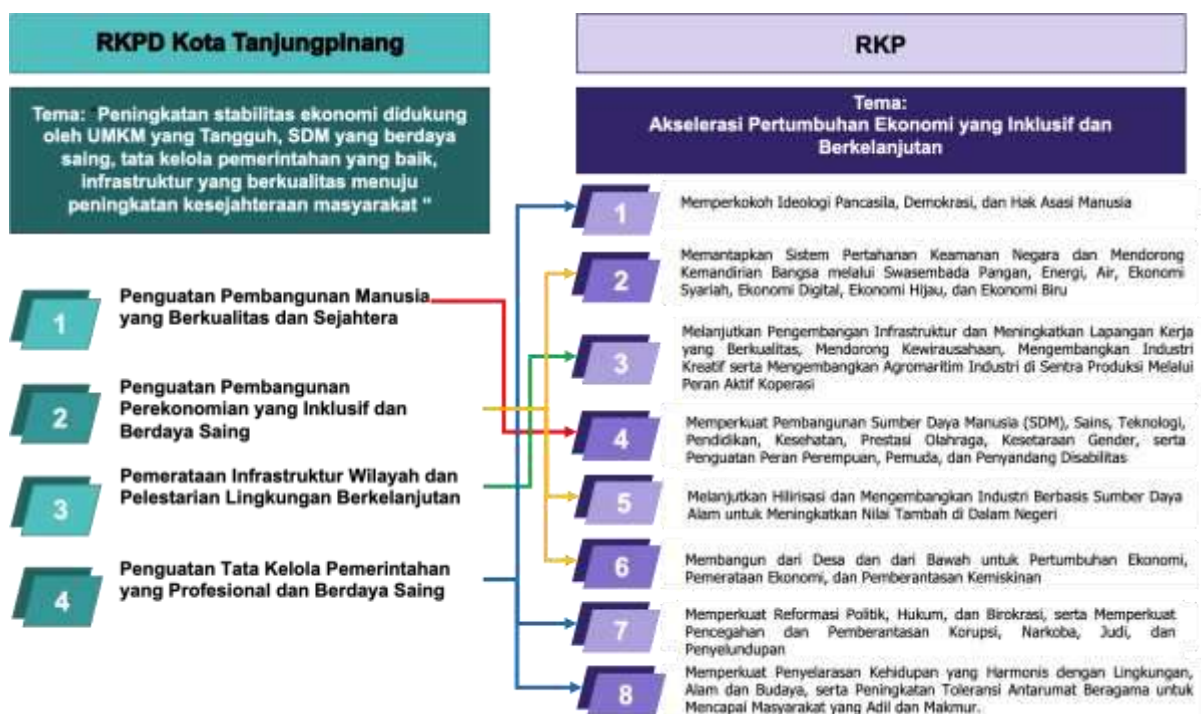 RKPD Kota Tanjungpinang
Tema: "Peningkatan stabilitas ekonomi didukung
oleh UMKM yang Tangguh, SDM yang berdaya
saing, tata kelola pemerintahan yang baik,
infrastruktur yang berkualitas menuju
peningkatan kesejahteraan masyarakat "
1
Penguatan Pembangunan Manusia
yang Berkualitas dan Sejahtera
2
Penguatan Pembangunan
Perekonomian yang Inklusif dan
Berdaya Saing
3
Pemerataan Infrastruktur Wilayah dan
Pelestarian Lingkungan Berkelanjutan
4
Penguatan Tata Kelola Pemerintahan
yang Profesional dan Berdaya Saing
RKP
Tema:
Akselerasi Pertumbuhan Ekonomi yang Inklusif dan
Berkelanjutan
1
Memperkokoh Ideologi Pancasila, Demokrasi, dan Hak Asasi Manusia
2
Memantapkan Sistem Pertahanan Keamanan Negara dan Mendorong
Kemandirian Bangsa melalui Swasembada Pangan, Energi, Air, Ekonomi
Syariah, Ekonomi Digital, Ekonomi Hijau, dan Ekonomi Biru
3
Melanjutkan Pengembangan Infrastruktur dan Meningkatkan Lapangan Kerja
yang Berkualitas, Mendorong Kewirausahaan, Mengembangkan Industri
Kreatif serta Mengembangkan Agromaritim Industri di Sentra Produksi Melalui
Peran Aktif Koperasi
4
Memperkuat Pembangunan Sumber Daya Manusia (SDM), Sains, Teknologi,
Pendidikan, Kesehatan, Prestasi Olahraga, Kesetaraan Gender, serta
Penguatan Peran Perempuan, Pemuda, dan Penyandang Disabilitas
5
Melanjutkan Hilirisasi dan Mengembangkan Industri Berbasis Sumber Daya
Alam untuk Meningkatkan Nilai Tambah di Dalam Negeri
6
Membangun dari Desa dan dari Bawah untuk Pertumbuhan Ekonomi,
Pemerataan Ekonomi, dan Pemberantasan Kemiskinan
7
Memperkuat Reformasi Politik, Hukum, dan Birokrasi, serta Memperkuat
Pencegahan dan Pemberantasan Korupsi, Narkoba, Judi, dan
Penyelundupan
8
Memperkuat Penyelarasan Kehidupan yang Harmonis dengan Lingkungan,
Alam dan Budaya, serta Peningkatan Toleransi Antarumat Beragama untuk
Mencapai Masyarakat yang Adil dan Makmur.